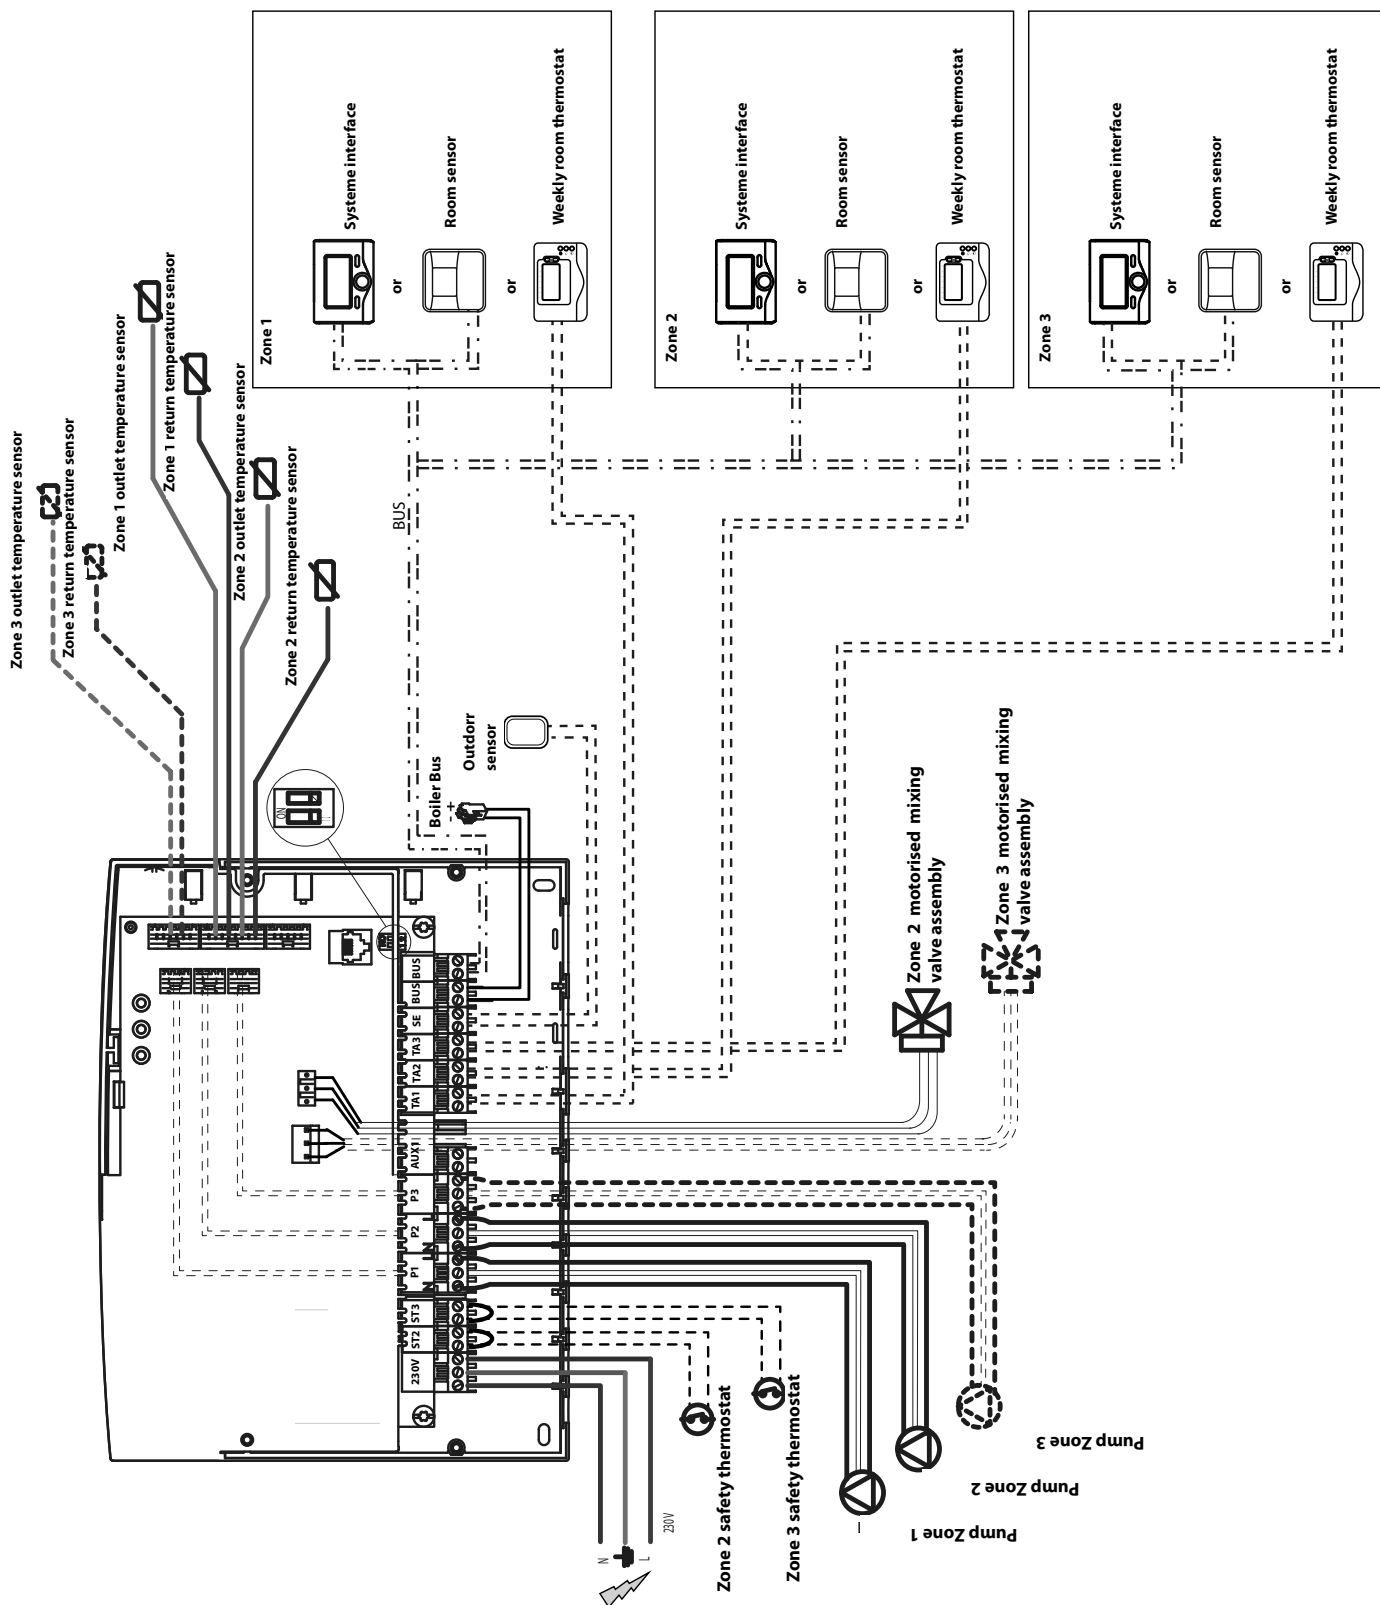 Zone 3 outlet temperature sensor
Zone 3 return temperature sensor
Zone 1 outlet temperature sensor
Zone 1 return temperature sensor
Zone 2 outlet temperature sensor
Zone 2 return temperature sensor
Zone 1
Systeme interface
or
Room sensor
or
Weekly room thermostat
Zone 2
Systeme interface
or
Room sensor
or
Weekly room thermostat
Zone 3
Systeme interface
or
Room sensor
or
Weekly room thermostat
BUS
ON
Boiler Bus
- +
Outdorr
sensor
230V
ST2
ST3
P1
P2
P3
AUX1
TA1
TA2
TA3
SE
BUS
BUS
N
L
N
L
Zone 2 motorised mixing
valve assembly
Zone 3 motorised mixing
valve assembly
N
L
230V
Zone 2 safety thermostat
Zone 3 safety thermostat
Pump Zone 1
Pump Zone 2
Pump Zone 3